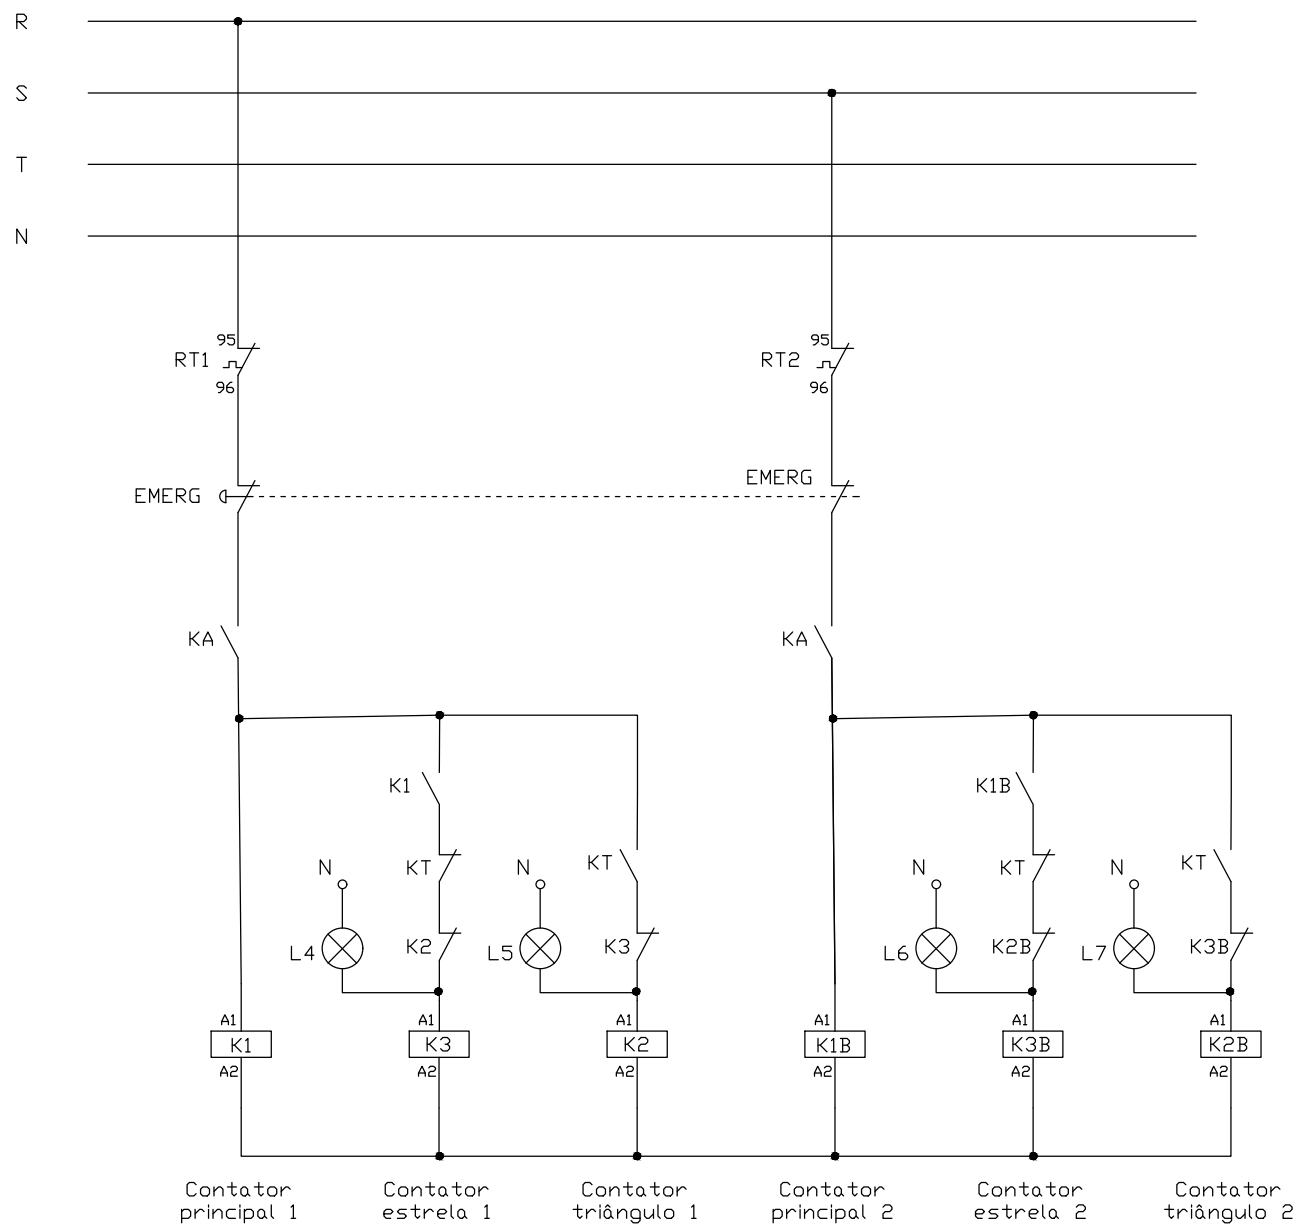 R
S
T
N
95
RT1
96
95
RT2
96
EMERG
EMERG
KA
KA
K1
K1B
N
KT
N
KT
N
KT
N
KT
L4
K2
L5
K3
L6
K2B
L7
K3B
A1
A1
A1
A1
A1
A1
K1
K3
K2
K1B
K3B
K2B
A2
A2
A2
A2
A2
A2
Contator
principal 1
Contator
estrela 1
Contator
triângulo 1
Contator
principal 2
Contator
estrela 2
Contator
triângulo 2